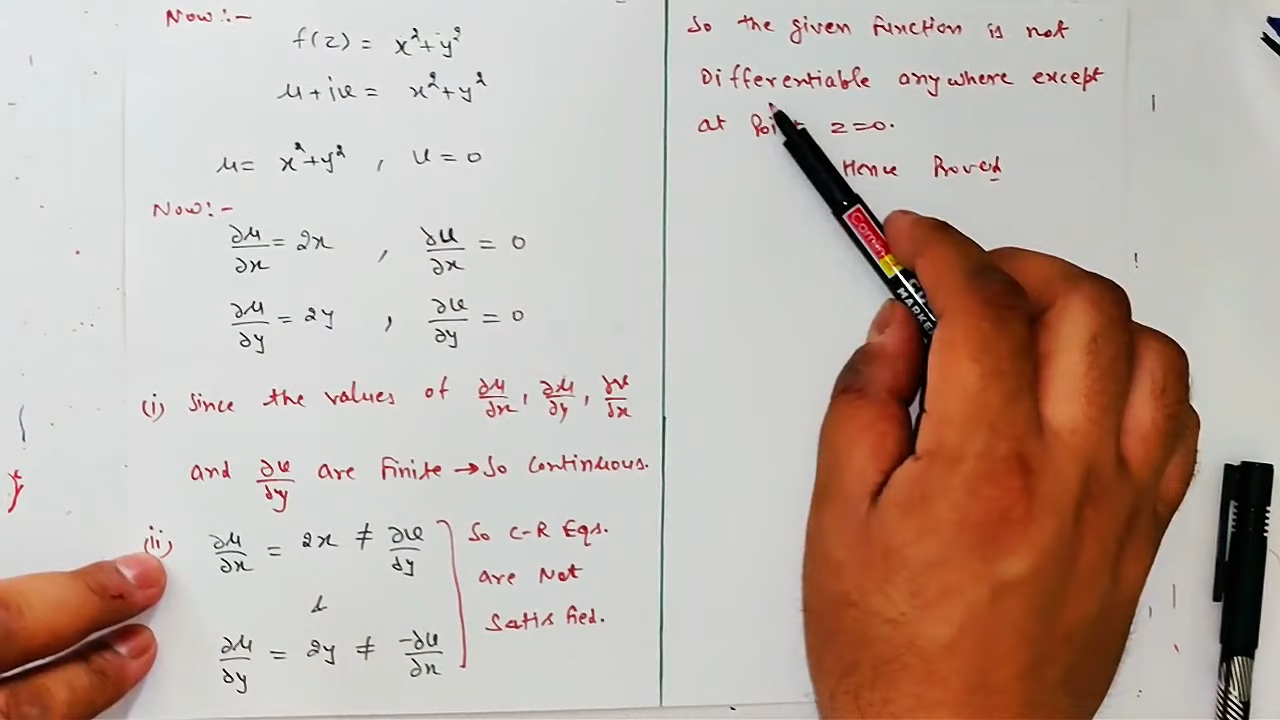 Now:-
f(z) = x²+y²
u+iv = x²+y²
u = x²+y² , v = 0
Now:-
∂u/∂x = 2x , ∂v/∂x = 0
∂u/∂y = 2y , ∂v/∂y = 0
(i) Since the values of ∂u/∂x, ∂u/∂y, ∂v/∂x
and ∂v/∂y are finite → So continuous.
(ii) ∂u/∂x = 2x ≠ ∂v/∂y
&
∂u/∂y = 2y ≠ -∂v/∂x
So C-R Eqs.
are Not
Satisfied.
So the given function is not
Differentiable anywhere except
at z=0.
Hence Proved
MARKER